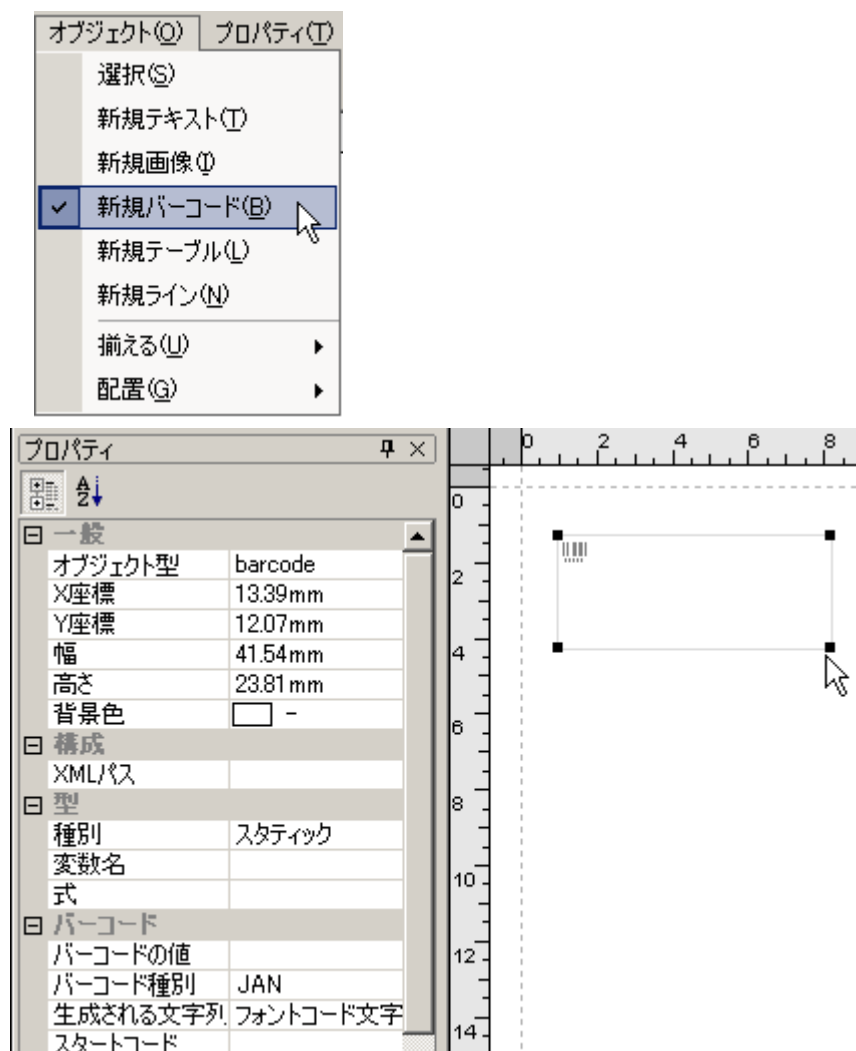 オブジェクト(O) プロパティ(T)
選択(S)
新規テキスト(T)
新規画像(I)
新規バーコード(B)
新規テーブル(L)
新規ライン(N)
揃える(U)
配置(G)
プロパティ
一般
オブジェクト型 barcode
X座標 13.39mm
Y座標 12.07mm
幅 41.54mm
高さ 23.81mm
背景色 -
構成
XMLパス
型
種別 スタティック
変数名
式
バーコード
バーコードの値
バーコード種別 JAN
生成される文字列 フォントコード文字
スタートコード
0 2 4 6 8
0
2
4
6
8
10
12
14